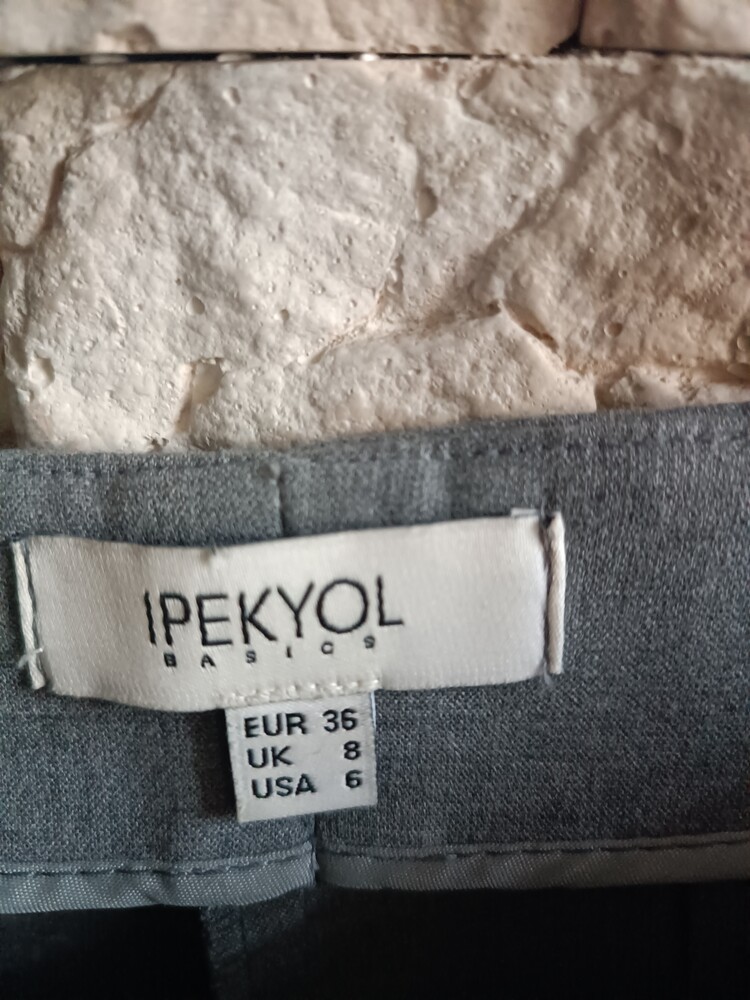 IPEKYOL
BASICS
EUR 36
UK 8
USA 6